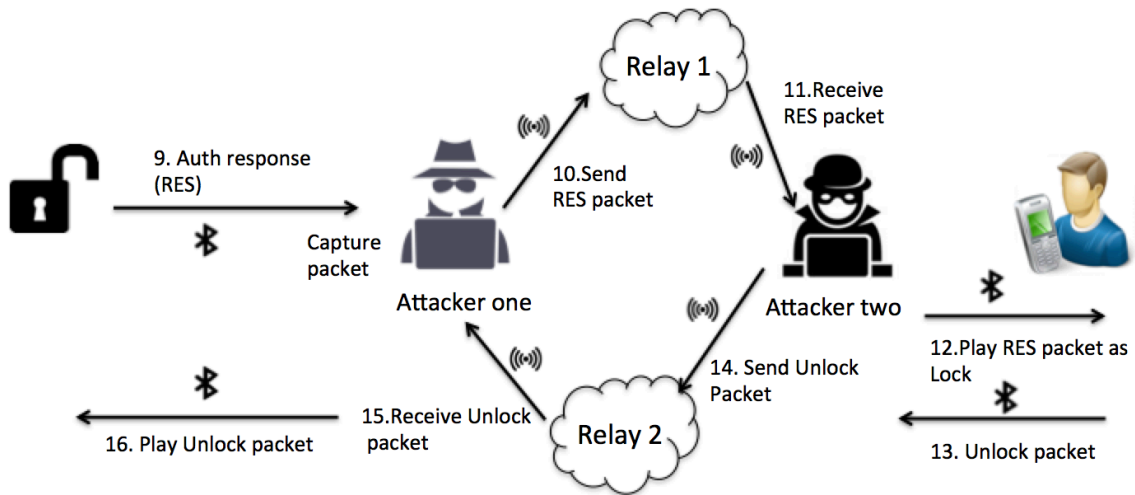 Relay 1
9. Auth response
(RES)
10.Send
RES packet
11.Receive
RES packet
Capture
packet
Attacker one
Attacker two
12.Play RES packet as
Lock
13. Unlock packet
14. Send Unlock
Packet
Relay 2
15.Receive Unlock
packet
16. Play Unlock packet